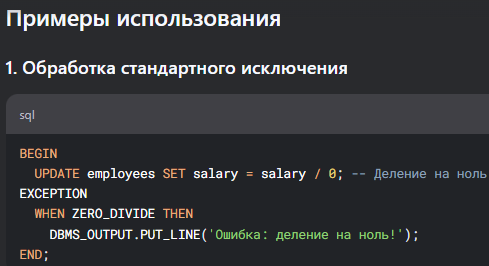 Примеры использования
1. Обработка стандартного исключения
sql
BEGIN
  UPDATE employees SET salary = salary / 0; -- Деление на ноль
EXCEPTION
  WHEN ZERO_DIVIDE THEN
    DBMS_OUTPUT.PUT_LINE('Ошибка: деление на ноль!');
END;